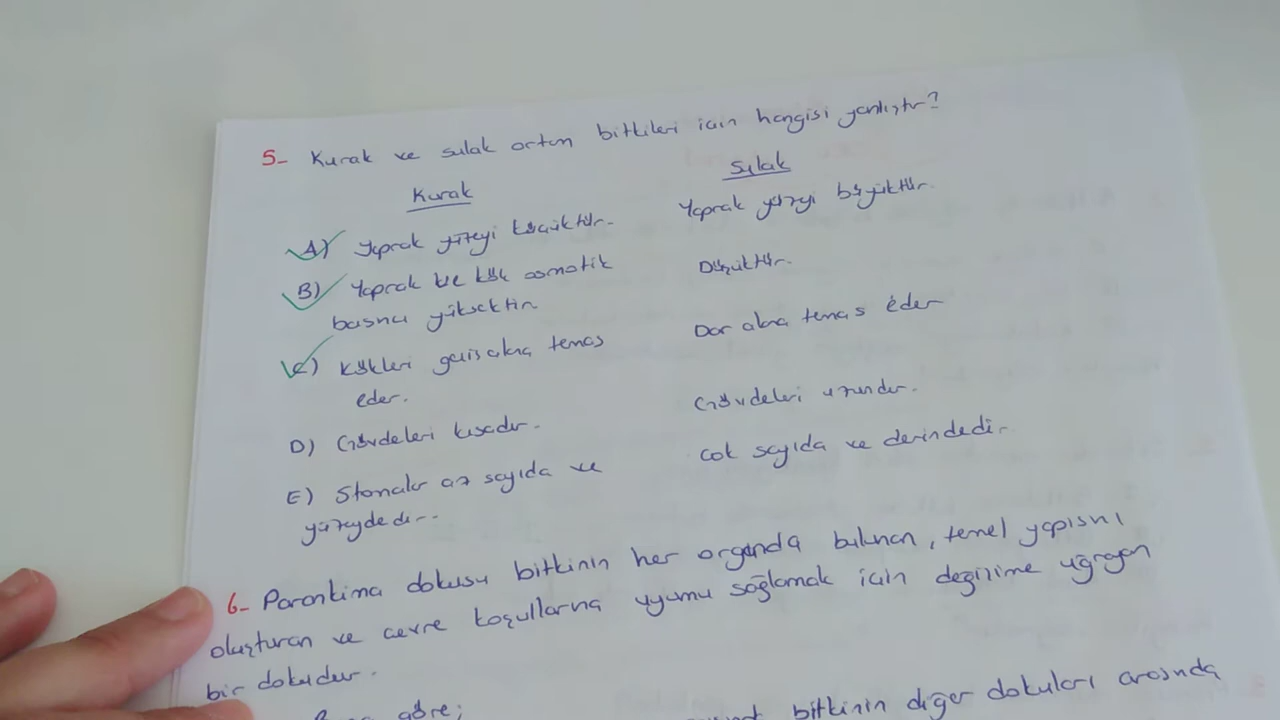 5- Kurak ve sulak ortam bitkileri için hangisi yanlıştır?
Kurak Sulak
A) Yaprak yüzeyi küçüktür. Yaprak yüzeyi büyüktür.
B) Yaprak ve kök osmotik Düşüktür.
basıncı yüksektir
C) Kökleri geniş alana temas Dar alana temas eder
eder.
D) Gövdeleri kısadır. Gövdeleri uzundur.
E) Stomalar az sayıda ve Çok sayıda ve derindedir
yüzeydedir.
6- Parankima dokusu bitkinin her organında bulunan, temel yapısını
oluşturan ve çevre koşullarına uyumu sağlamak için değişime uğrayan
bir dokudur.
göre;
bitkinin diğer dokuları arasında